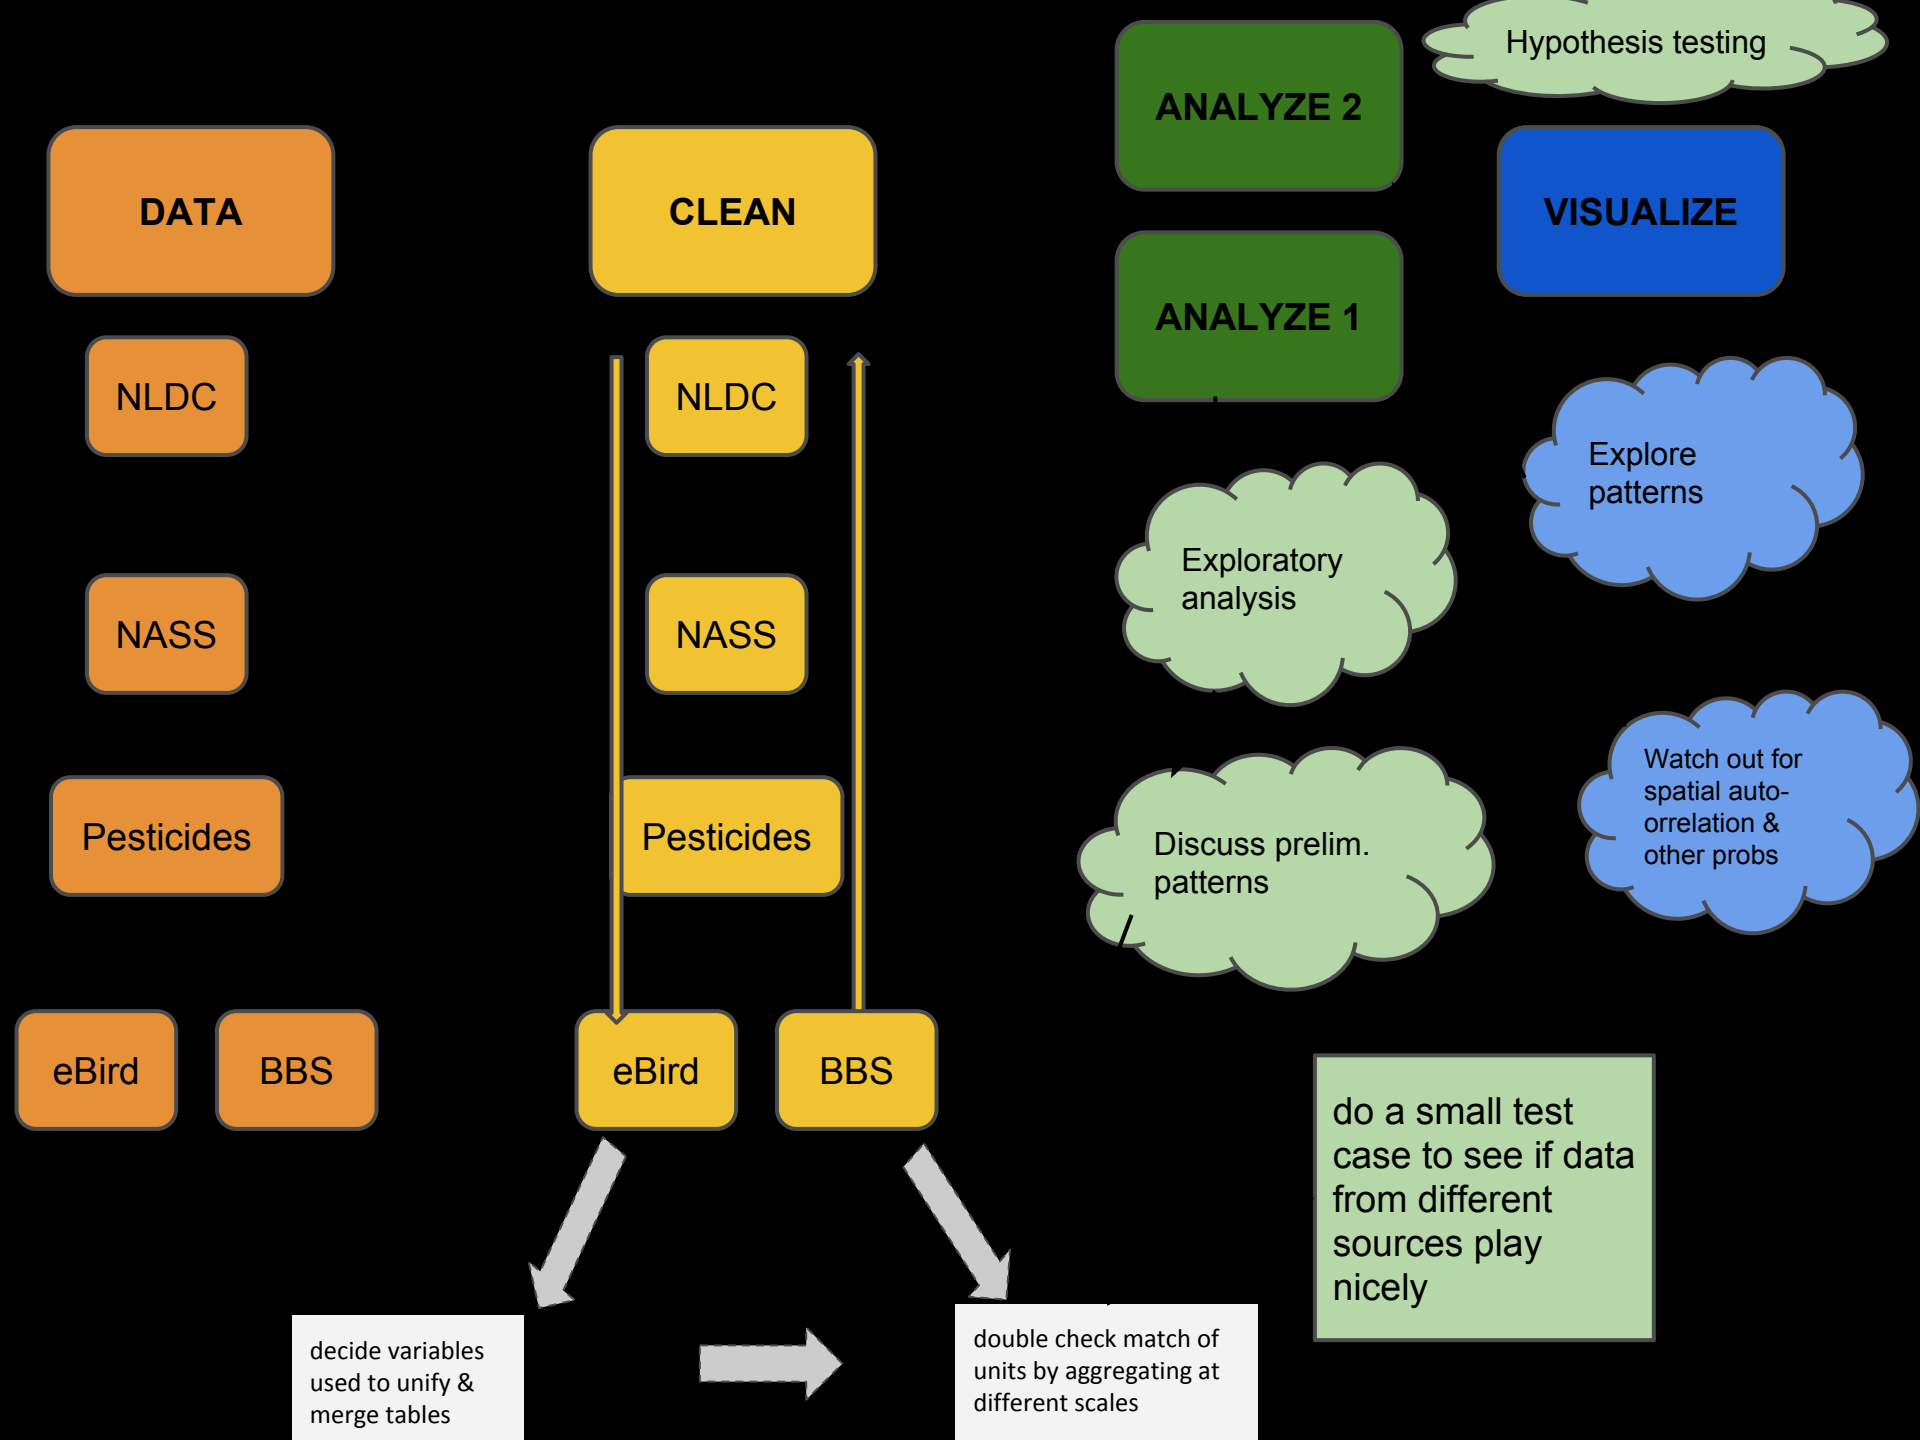 Hypothesis testing
ANALYZE 2
DATA
CLEAN
VISUALIZE
ANALYZE 1
NLDC
NLDC
Explore
patterns
Exploratory
analysis
NASS
NASS
Watch out for
spatial auto-
orrelation &
other probs
Pesticides
Pesticides
Discuss prelim.
patterns
eBird
BBS
eBird
BBS
do a small test
case to see if data
from different
sources play
nicely
decide variables
used to unify &
merge tables
double check match of
units by aggregating at
different scales